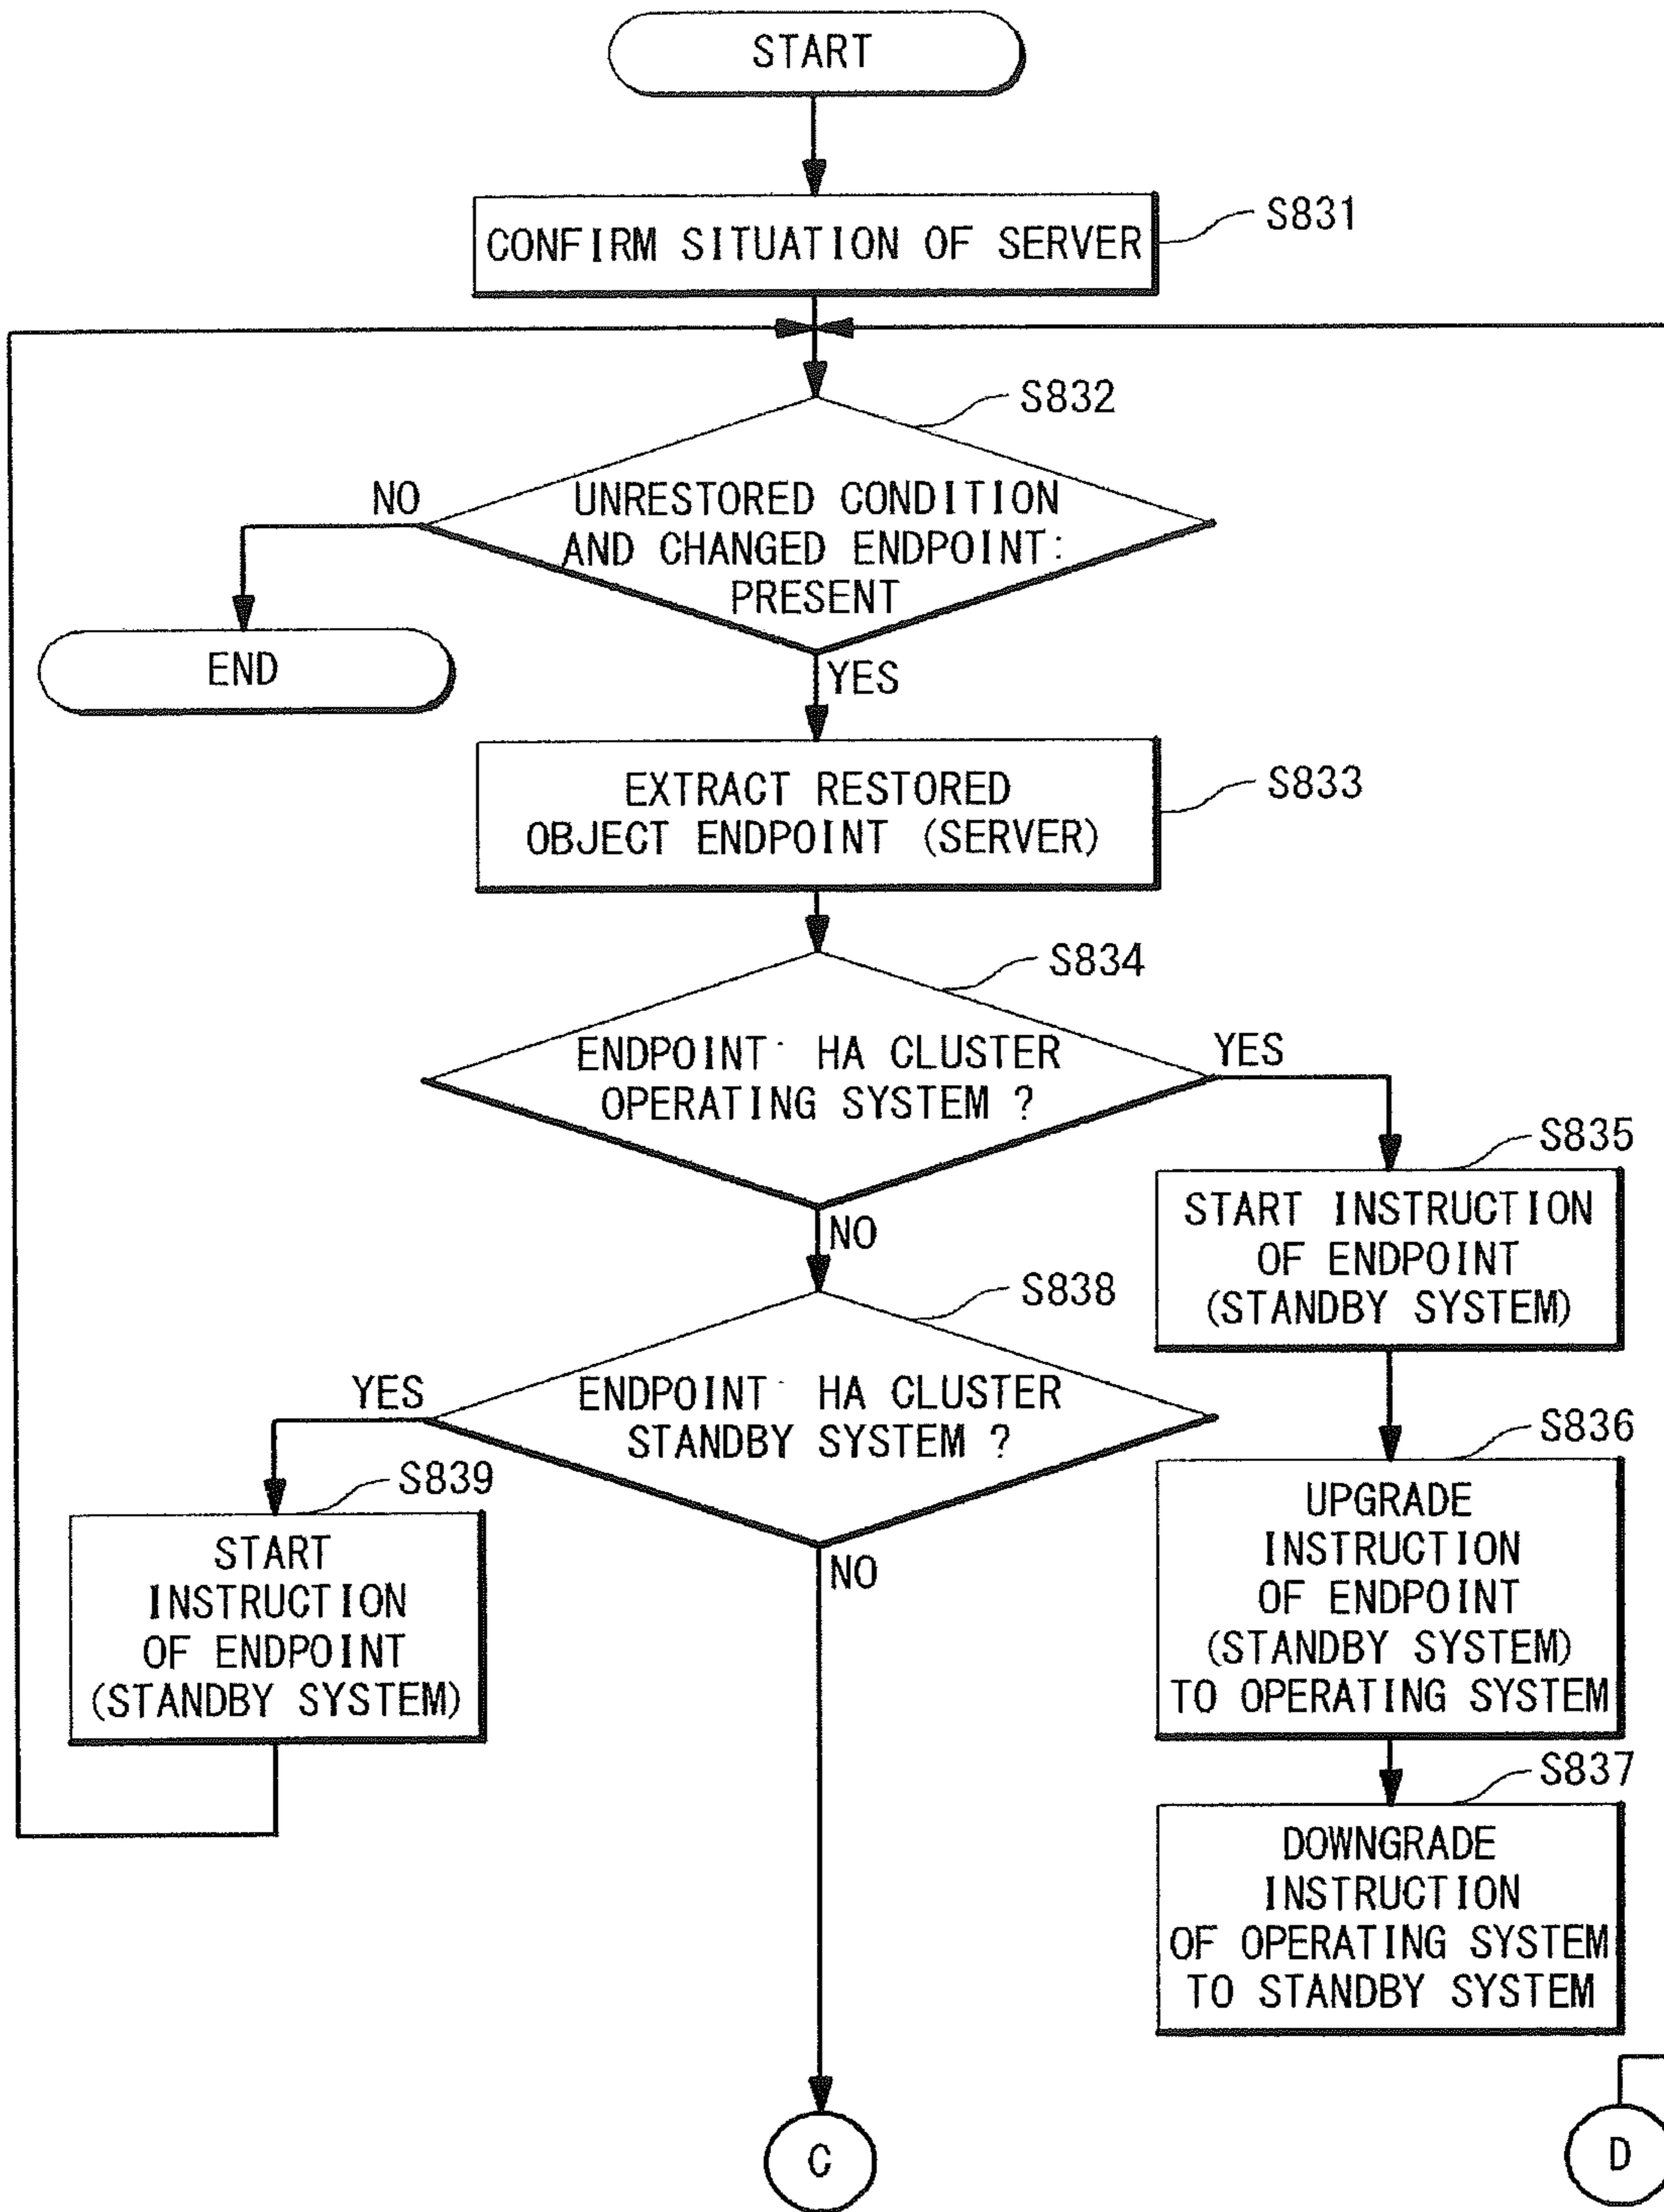 START
CONFIRM SITUATION OF SERVER
S831
S832
NO
UNRESTORED CONDITION
AND CHANGED ENDPOINT:
PRESENT
END
YES
EXTRACT RESTORED
OBJECT ENDPOINT (SERVER)
S833
S834
ENDPOINT: HA CLUSTER
OPERATING SYSTEM ?
YES
NO
S835
START INSTRUCTION
OF ENDPOINT
(STANDBY SYSTEM)
S838
YES
ENDPOINT: HA CLUSTER
STANDBY SYSTEM ?
NO
S836
UPGRADE
INSTRUCTION
OF ENDPOINT
(STANDBY SYSTEM)
TO OPERATING SYSTEM
S839
START
INSTRUCTION
OF ENDPOINT
(STANDBY SYSTEM)
S837
DOWNGRADE
INSTRUCTION
OF OPERATING SYSTEM
TO STANDBY SYSTEM
C
D